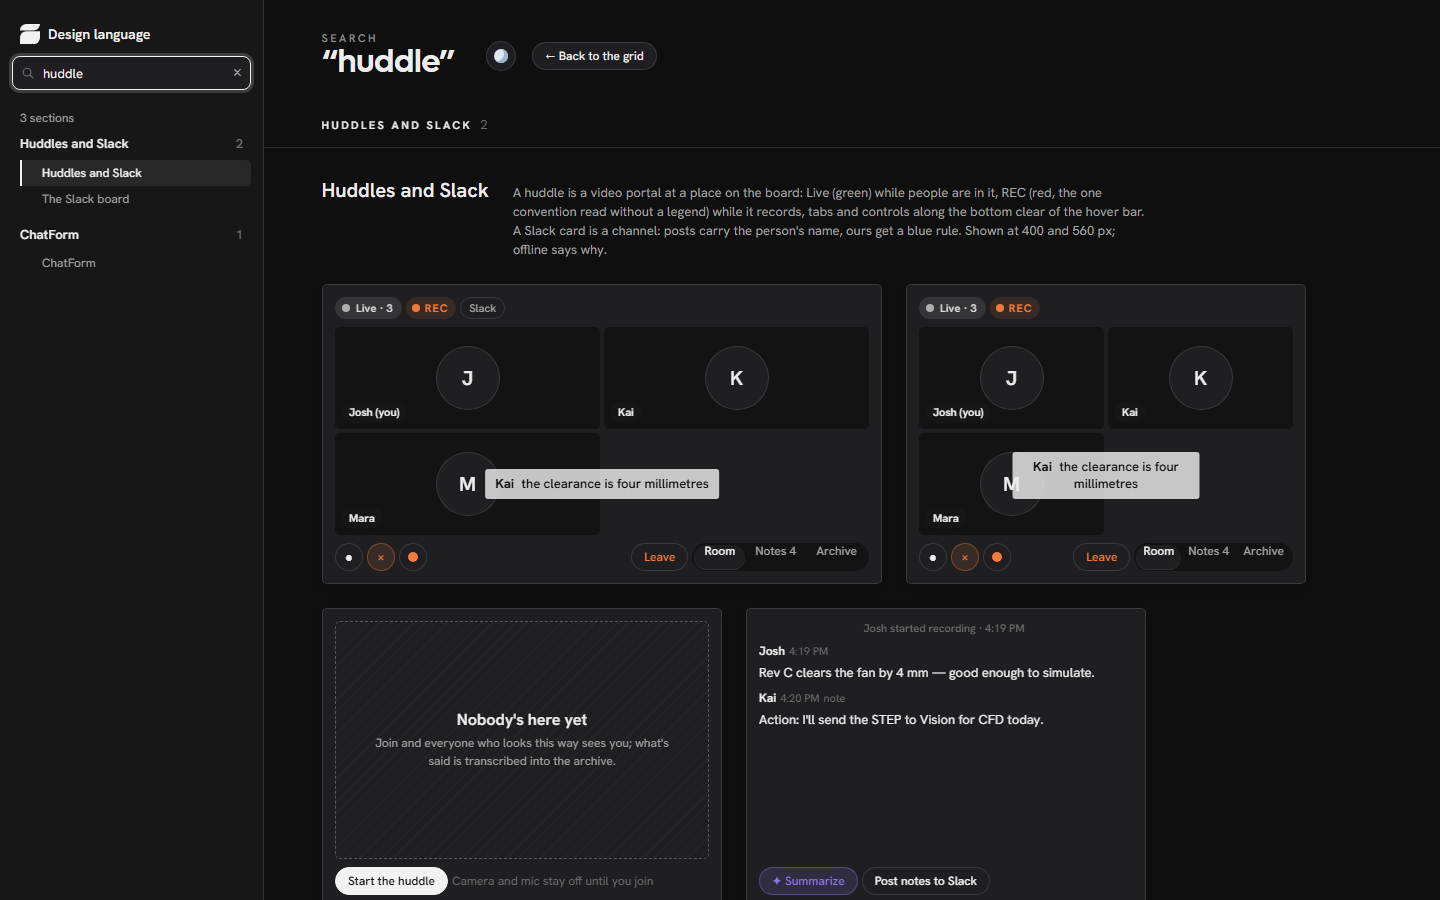 Design language
huddle
×
3 sections
Huddles and Slack 2
Huddles and Slack
The Slack board
ChatForm 1
ChatForm
SEARCH
“huddle”
← Back to the grid
HUDDLES AND SLACK 2
Huddles and Slack
A huddle is a video portal at a place on the board: Live (green) while people are in it, REC (red, the one
convention read without a legend) while it records, tabs and controls along the bottom clear of the hover bar.
A Slack card is a channel: posts carry the person's name, ours get a blue rule. Shown at 400 and 560 px;
offline says why.
Live · 3 REC Slack
J
Josh (you)
K
Kai
M
Mara
Kai the clearance is four millimetres
× Leave Room Notes 4 Archive
Live · 3 REC
J
Josh (you)
K
Kai
M
Mara
Kai the clearance is four
millimetres
× Leave Room Notes 4 Archive
Nobody's here yet
Join and everyone who looks this way sees you; what's
said is transcribed into the archive.
Start the huddle Camera and mic stay off until you join
Josh started recording · 4:19 PM
Josh 4:19 PM
Rev C clears the fan by 4 mm — good enough to simulate.
Kai 4:20 PM note
Action: I'll send the STEP to Vision for CFD today.
✦ Summarize Post notes to Slack